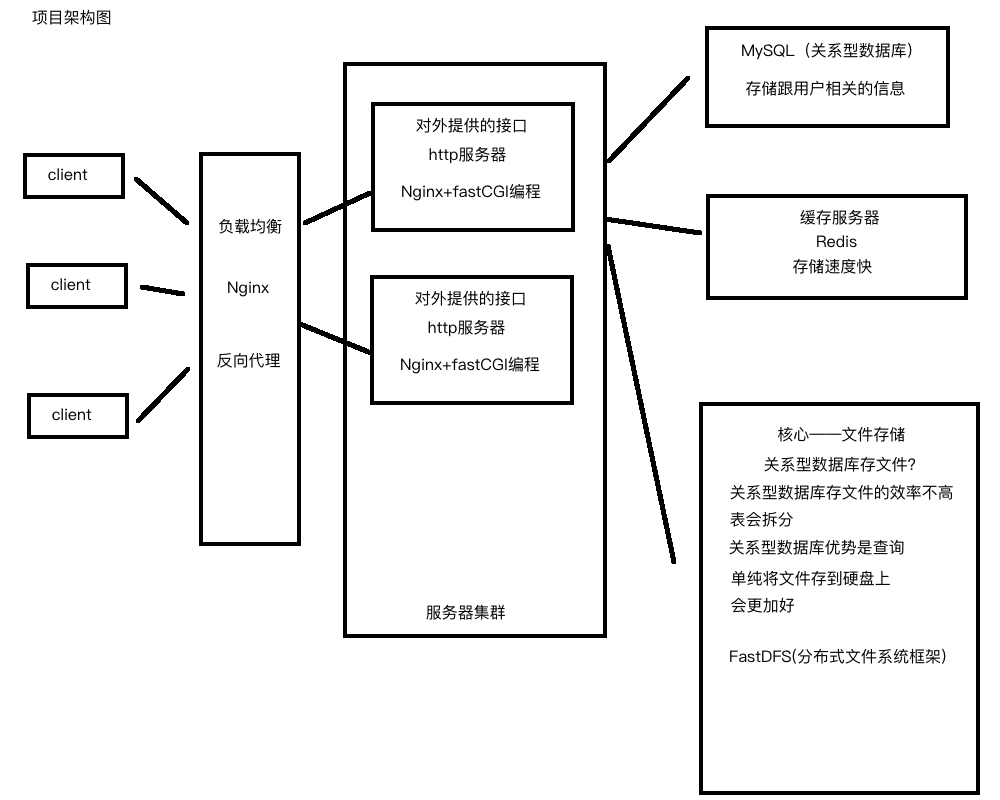 项目架构图
client
client
client
负载均衡
Nginx
反向代理
对外提供的接口
http服务器
Nginx+fastCGI编程
对外提供的接口
http服务器
Nginx+fastCGI编程
服务器集群
MySQL（关系型数据库）
存储跟用户相关的信息
缓存服务器
Redis
存储速度快
核心——文件存储
关系型数据库存文件?
关系型数据库存文件的效率不高
表会拆分
关系型数据库优势是查询
单纯将文件存到硬盘上
会更加好
FastDFS(分布式文件系统框架)